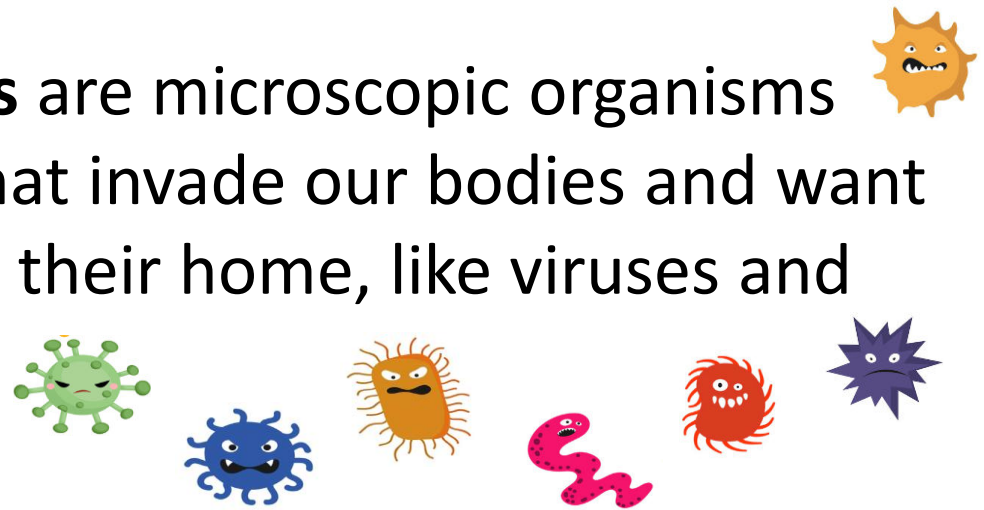 s are microscopic organisms
hat invade our bodies and want
their home, like viruses and